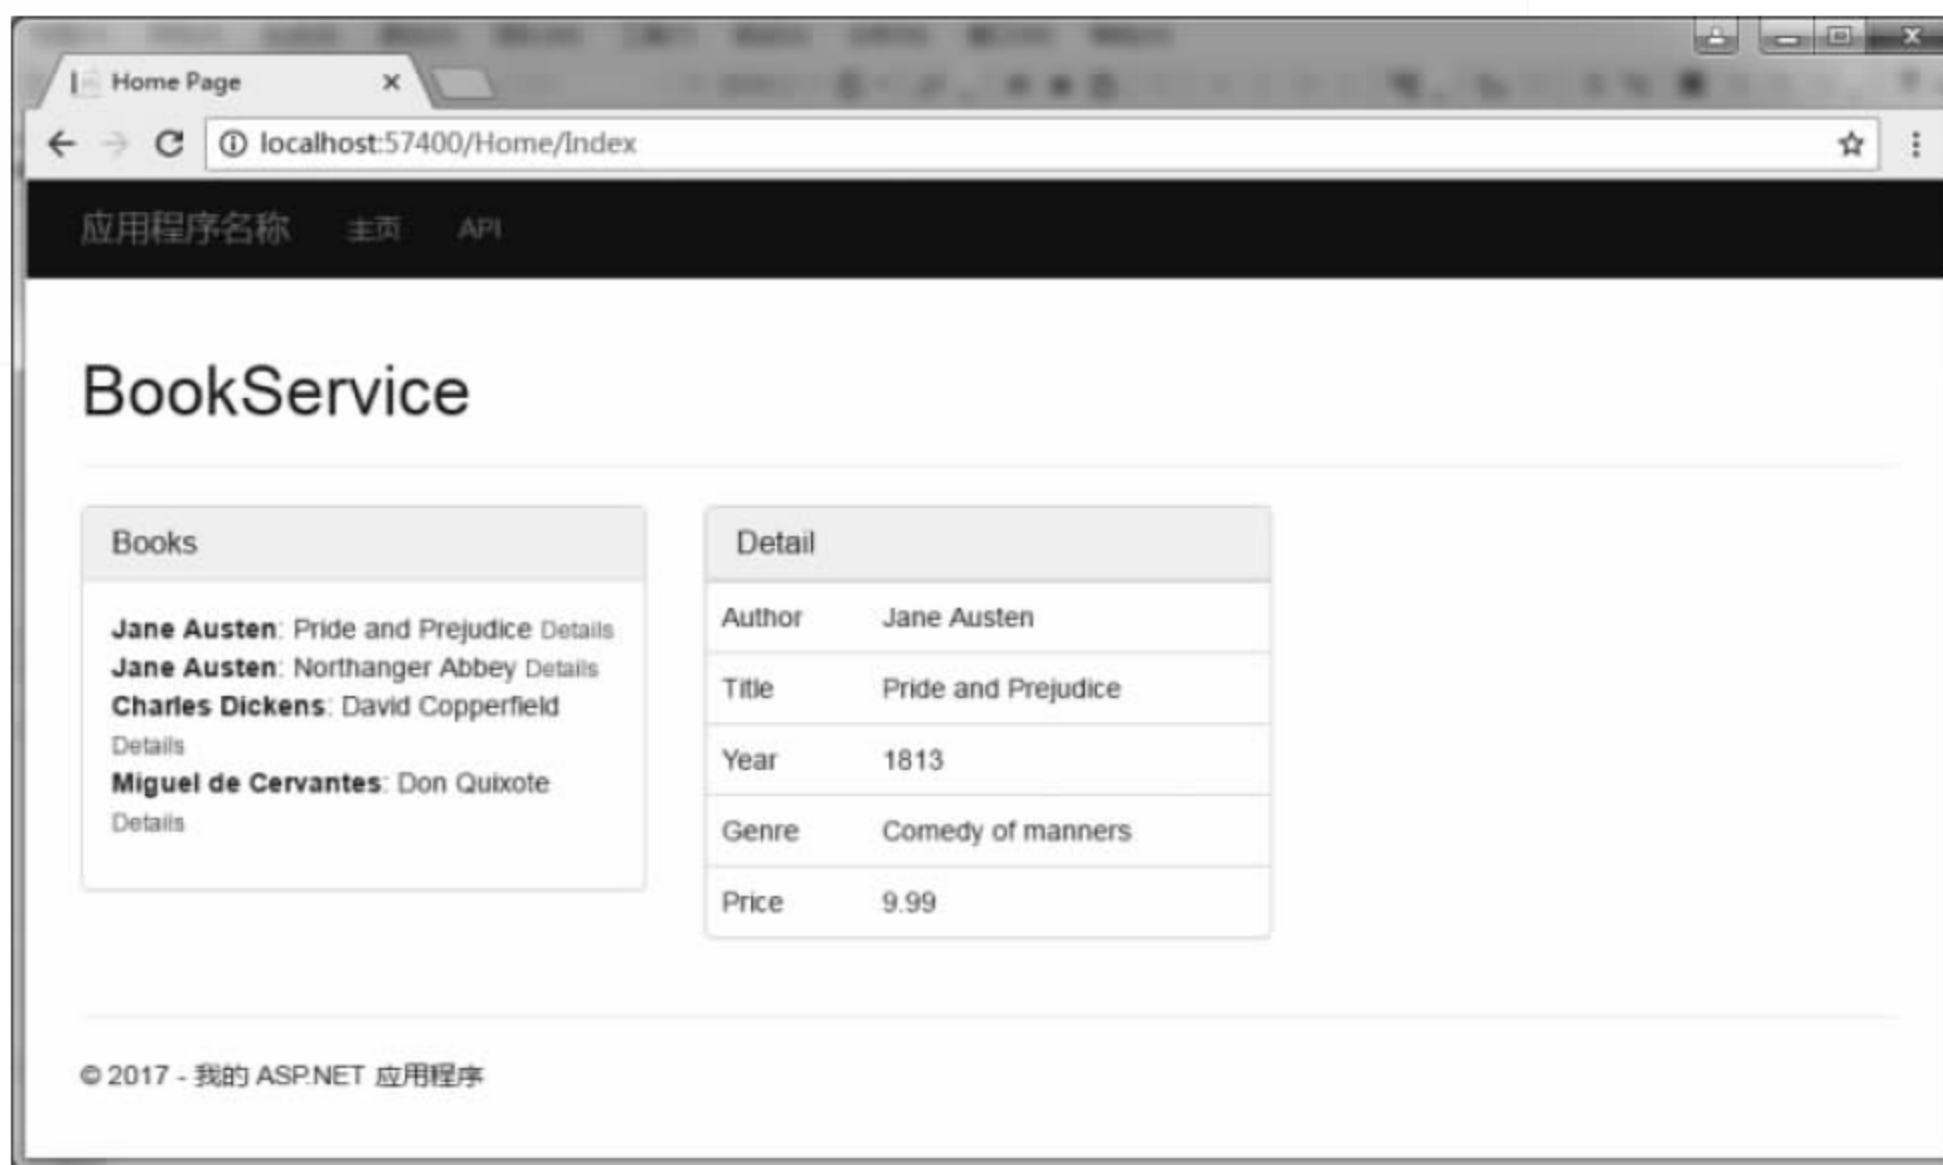 Home Page
localhost:57400/Home/Index
应用程序名称 主页 API
BookService
Books
Jane Austen: Pride and Prejudice Details
Jane Austen: Northanger Abbey Details
Charles Dickens: David Copperfield
Details
Miguel de Cervantes: Don Quixote
Details
Detail
Author Jane Austen
Title Pride and Prejudice
Year 1813
Genre Comedy of manners
Price 9.99
© 2017 - 我的 ASP.NET 应用程序